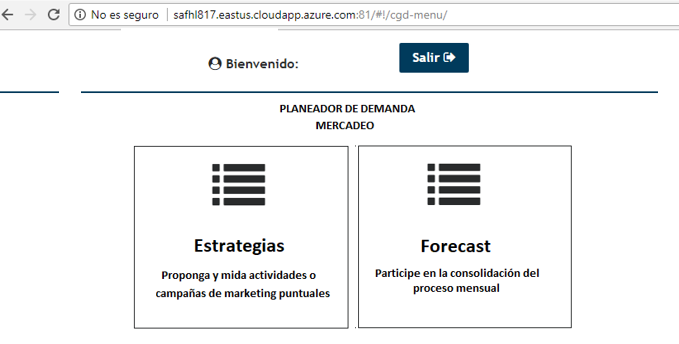 No es seguro | safhl817.eastus.cloudapp.azure.com:81/#!/cgd-menu/
Bienvenido: Salir
PLANEADOR DE DEMANDA
MERCADEO
Estrategias
Proponga y mida actividades o
campañas de marketing puntuales
Forecast
Participe en la consolidación del
proceso mensual